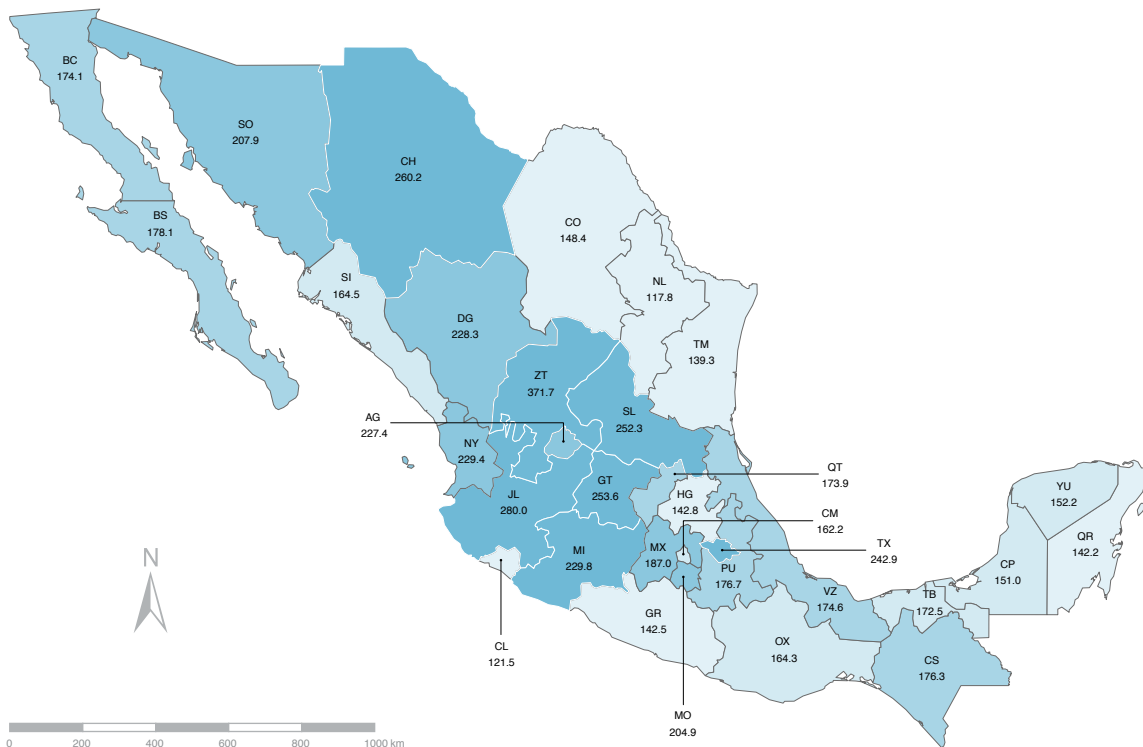 BC
174.1
SO
207.9
CH
260.2
BS
178.1
CO
148.4
SI
164.5
NL
117.8
DG
228.3
TM
139.3
ZT
371.7
AG
227.4
SL
252.3
NY
229.4
QT
173.9
GT
253.6
HG
142.8
JL
280.0
YU
152.2
CM
162.2
QR
142.2
MI
229.8
MX
187.0
TX
242.9
PU
176.7
CP
151.0
VZ
174.6
TB
172.5
GR
142.5
CL
121.5
OX
164.3
CS
176.3
MO
204.9
N
0 200 400 600 800 1000 km